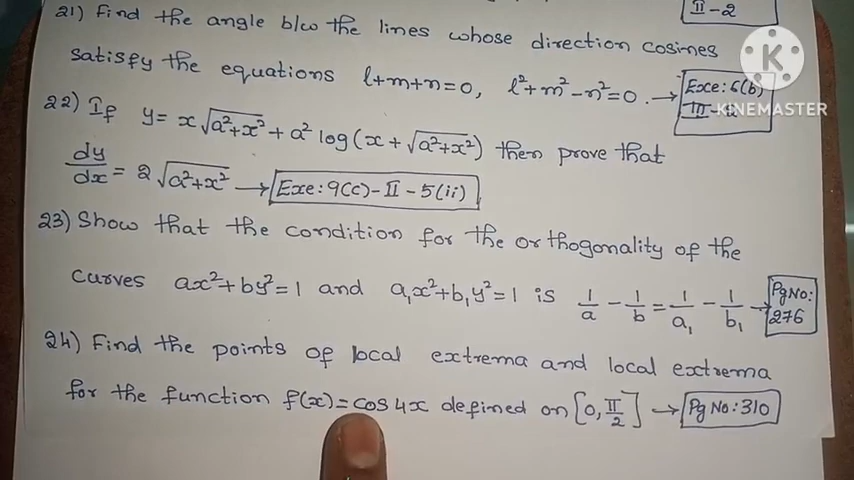 II-2
21) Find the angle b/w the lines whose direction cosines
satisfy the equations l+m+n=0, l²+m²-n²=0. → Exe: 6(b)
KINEMASTER
22) If y= x√(a²+x²) + a² log(x+√(a²+x²)) then prove that
dy/dx = 2√(a²+x²) → Exe: 9(c)-II-5(ii)
23) Show that the condition for the orthogonality of the
curves ax²+by²=1 and a₁x²+b₁y²=1 is 1/a - 1/b = 1/a₁ - 1/b₁ → Pg No: 276
24) Find the points of local extrema and local extrema
for the function f(x)=cos4x defined on [0, II/2] → Pg No: 310